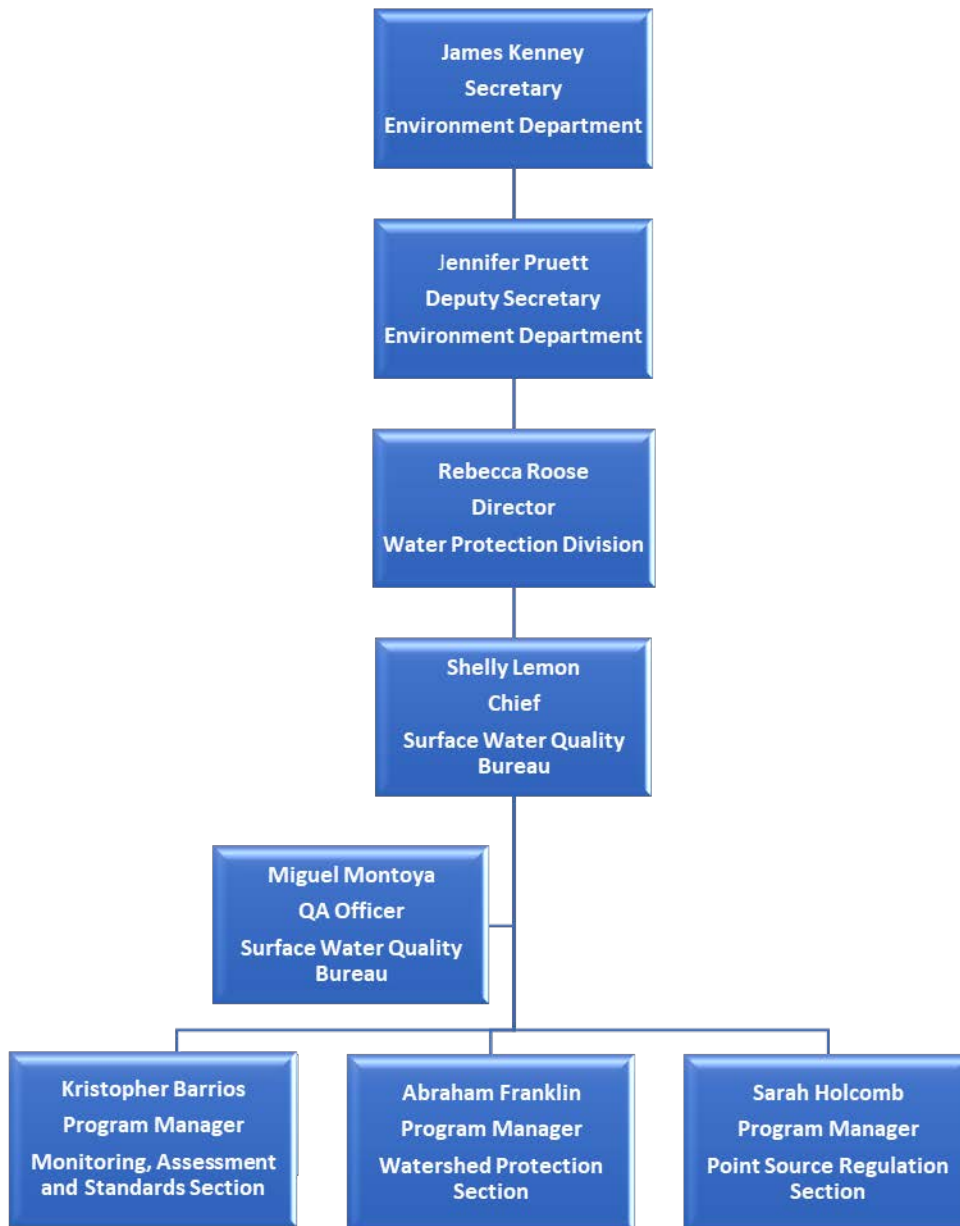 James Kenney
Secretary
Environment Department
Jennifer Pruett
Deputy Secretary
Environment Department
Rebecca Roose
Director
Water Protection Division
Shelly Lemon
Chief
Surface Water Quality
Bureau
Miguel Montoya
QA Officer
Surface Water Quality
Bureau
Kristopher Barrios
Program Manager
Monitoring, Assessment
and Standards Section
Abraham Franklin
Program Manager
Watershed Protection
Section
Sarah Holcomb
Program Manager
Point Source Regulation
Section